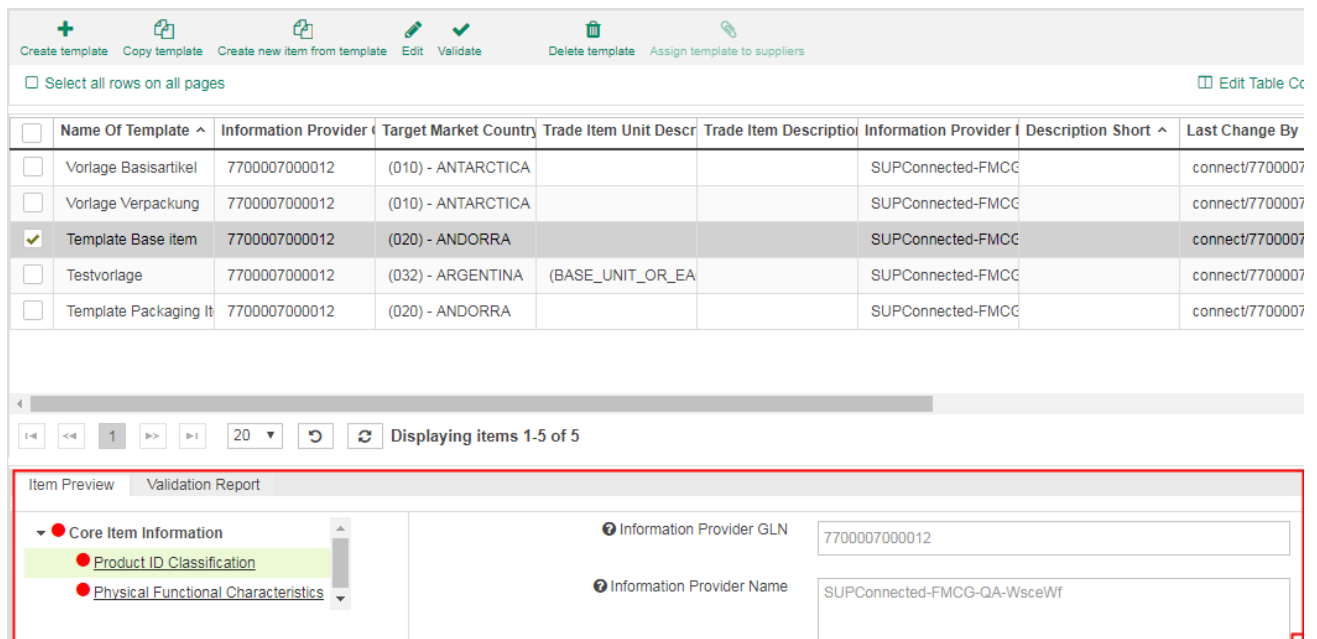 Create template Copy template Create new item from template Edit Validate Delete template Assign template to suppliers
Select all rows on all pages Edit Table
Name Of Template Information Provider Target Market Country Trade Item Unit Descr Trade Item Description Information Provider Description Short Last Change By
Vorlage Basisartikel 7700007000012 (010) - ANTARCTICA SUPConnected-FMCG connect/7700007
Vorlage Verpackung 7700007000012 (010) - ANTARCTICA SUPConnected-FMCG connect/7700007
Template Base item 7700007000012 (020) - ANDORRA SUPConnected-FMCG connect/7700007
Testvorlage 7700007000012 (032) - ARGENTINA (BASE_UNIT_OR_EA SUPConnected-FMCG connect/7700007
Template Packaging It 7700007000012 (020) - ANDORRA SUPConnected-FMCG connect/7700007
1 20 Displaying items 1-5 of 5
Item Preview Validation Report
Core Item Information Information Provider GLN 7700007000012
Product ID Classification
Physical Functional Characteristics Information Provider Name SUPConnected-FMCG-QA-WsceWf